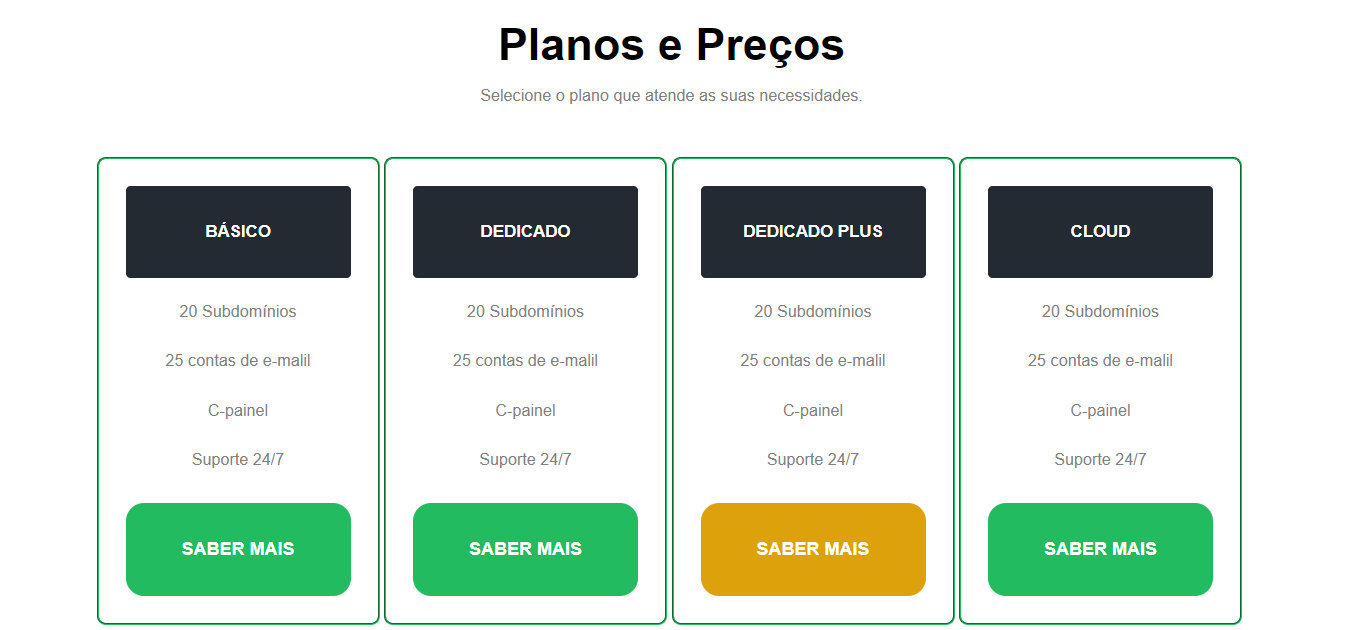 Planos e Preços
Selecione o plano que atende as suas necessidades.
BÁSICO
20 Subdomínios
25 contas de e-malil
C-painel
Suporte 24/7
SABER MAIS
DEDICADO
20 Subdomínios
25 contas de e-malil
C-painel
Suporte 24/7
SABER MAIS
DEDICADO PLUS
20 Subdomínios
25 contas de e-malil
C-painel
Suporte 24/7
SABER MAIS
CLOUD
20 Subdomínios
25 contas de e-malil
C-painel
Suporte 24/7
SABER MAIS